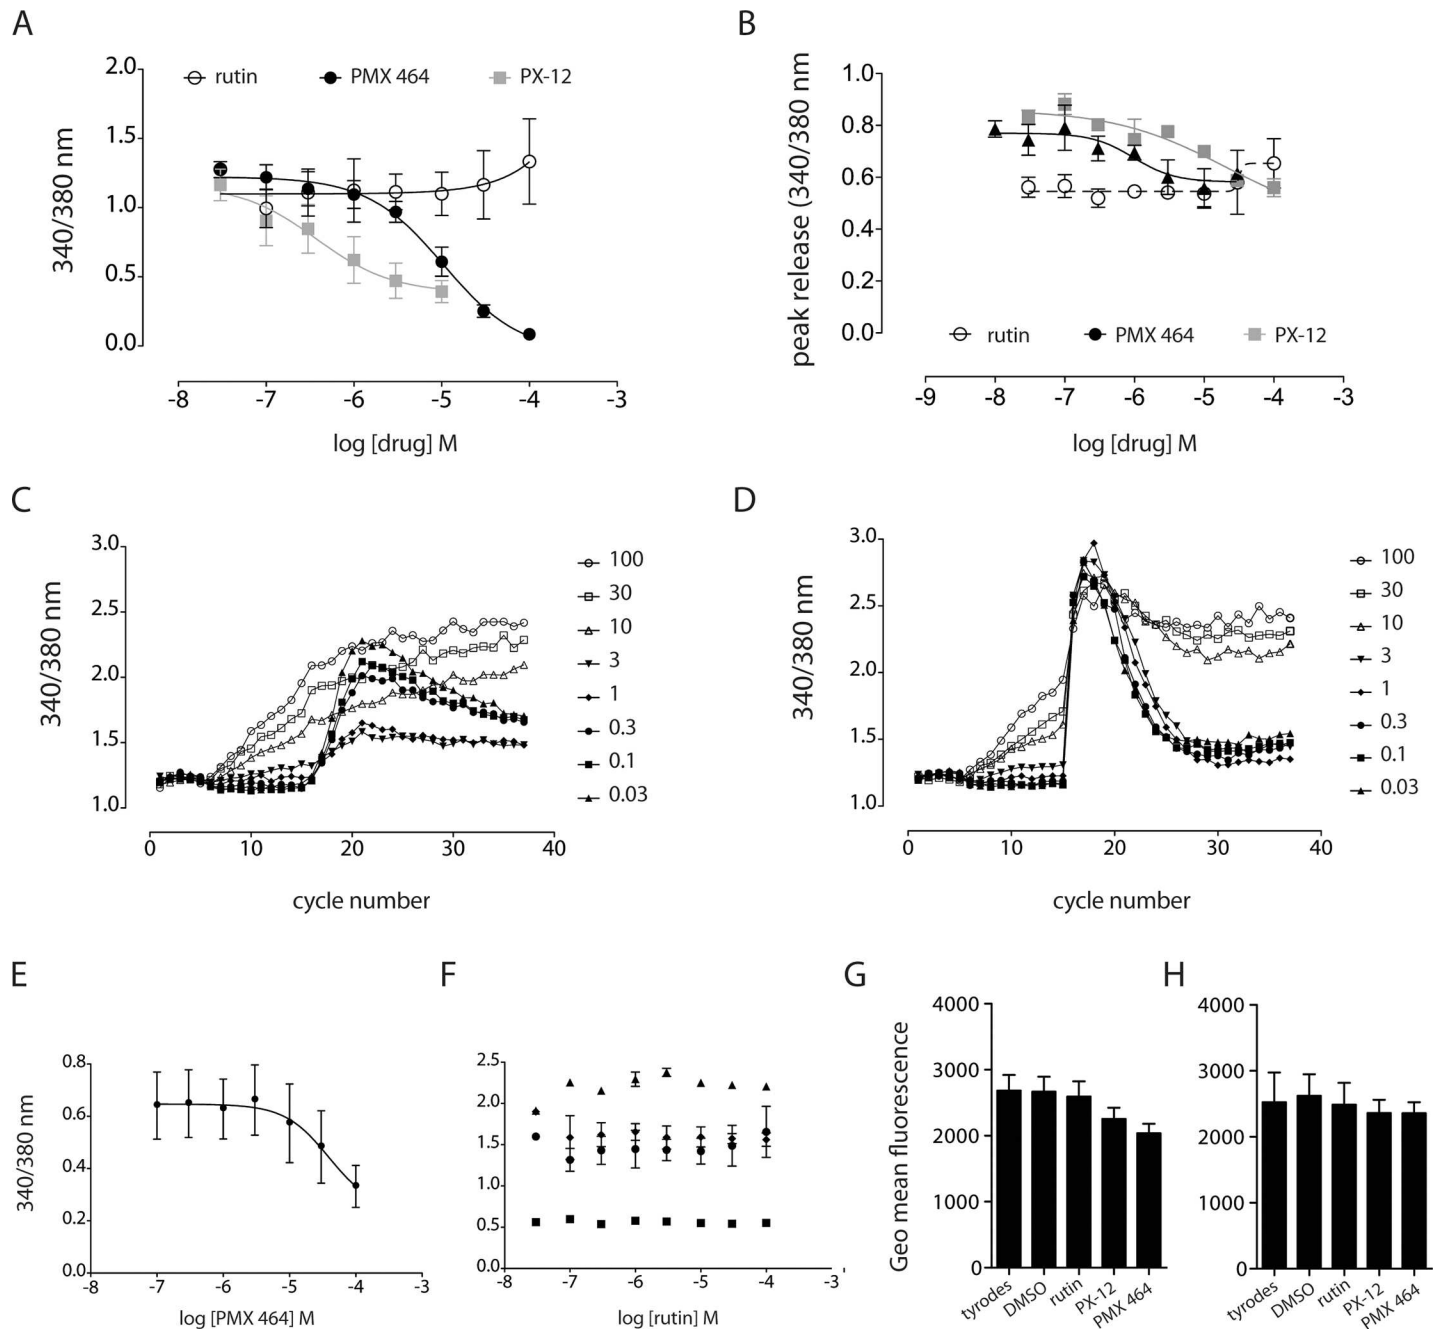 A
2.0
1.5
1.0
0.5
0.0
340/380 nm
rutin PMX 464 PX-12
-8 -7 -6 -5 -4 -3
log [drug] M
B
1.0
0.8
0.6
0.4
0.2
0.0
peak release (340/380 nm
rutin PMX 464 PX-12
-9 -8 -7 -6 -5 -4 -3
log [drug] M
C
3.0
2.5
2.0
1.5
1.0
340/380 nm
100
30
10
3
1
0.3
0.1
0.03
0 10 20 30 40
cycle number
D
3.0
2.5
2.0
1.5
1.0
340/380 nm
100
30
10
3
1
0.3
0.1
0.03
0 10 20 30 40
cycle number
E
0.8
0.6
0.4
0.2
0.0
340/380 nm
-8 -7 -6 -5 -4 -3
log [PMX 464] M
F
2.5
2.0
1.5
1.0
0.5
0.0
-8 -7 -6 -5 -4 -3
log [rutin] M
G
4000
3000
2000
1000
0
Geo mean fluorescence
tyrodes DMSO rutin PX-12 PMX 464
H
4000
3000
2000
1000
0
tyrodes DMSO rutin PX-12 PMX 464